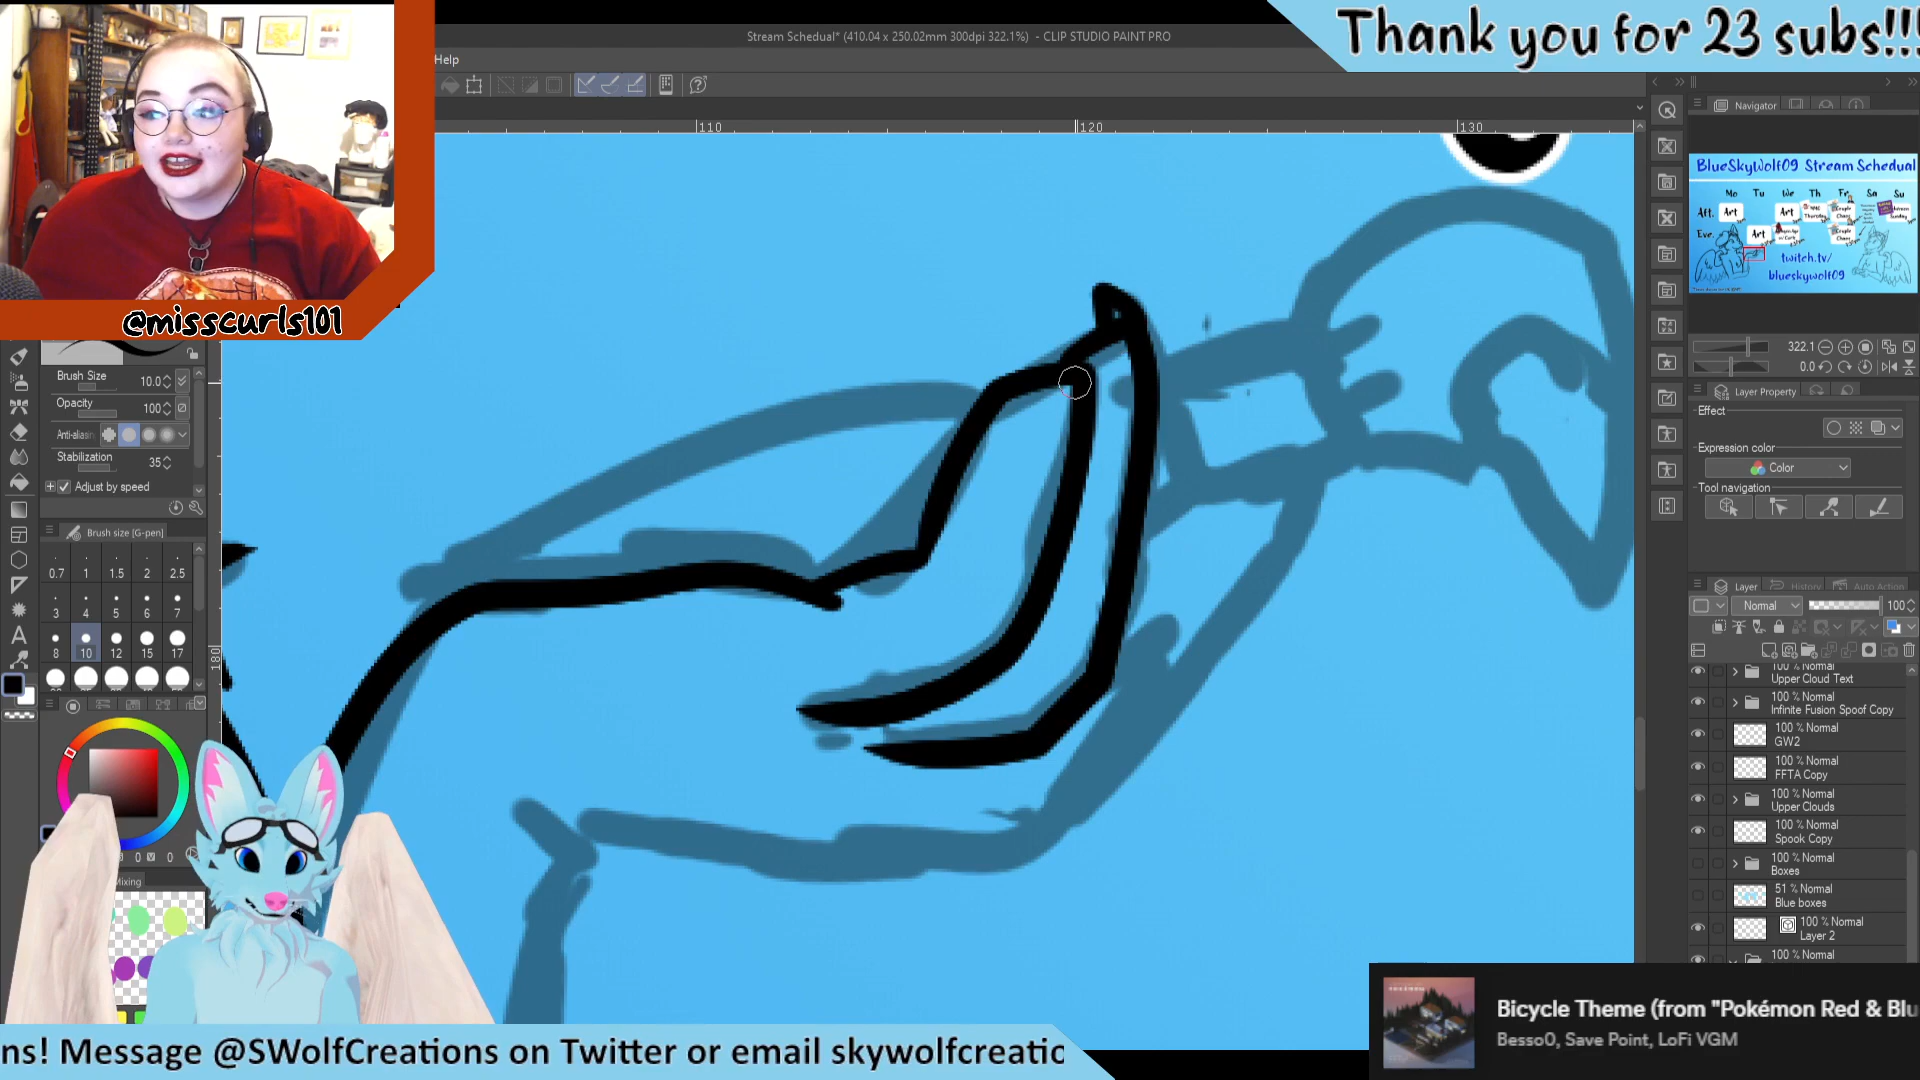 Thank you for 23 subs!!!
Stream Schedual* (410.04 x 250.02mm 300dpi 322.1%) - CLIP STUDIO PAINT PRO
Help
110
120
130
180
@misscurls101
Brush Size
10.0
Opacity
100
Anti-aliasin
Stabilization
35
Adjust by speed
Brush size [G-pen]
0.7 1 1.5 2 2.5
3 4 5 6 7
8 10 12 15 17
0 V 0
Mixing
Navigator
BlueSkyWolf09 Stream Schedual
Mo Tu We Th Fr Sa Su
Aft. Art Art
Eve. Art
twitch.tv/
blueskywolf09
322.1
0.0
Layer Property
Effect
Expression color
Color
Tool navigation
Layer
History
Auto Action
Normal
100
100 % Normal
Upper Cloud Text
100 % Normal
Infinite Fusion Spoof Copy
100 % Normal
GW2
100 % Normal
FFTA Copy
100 % Normal
Upper Clouds
100 % Normal
Spook Copy
100 % Normal
Boxes
51 % Normal
Blue boxes
100 % Normal
Layer 2
100 % Normal
Bicycle Theme (from "Pokémon Red & Blu
Besso0, Save Point, LoFi VGM
ns! Message @SWolfCreations on Twitter or email skywolfcreatic